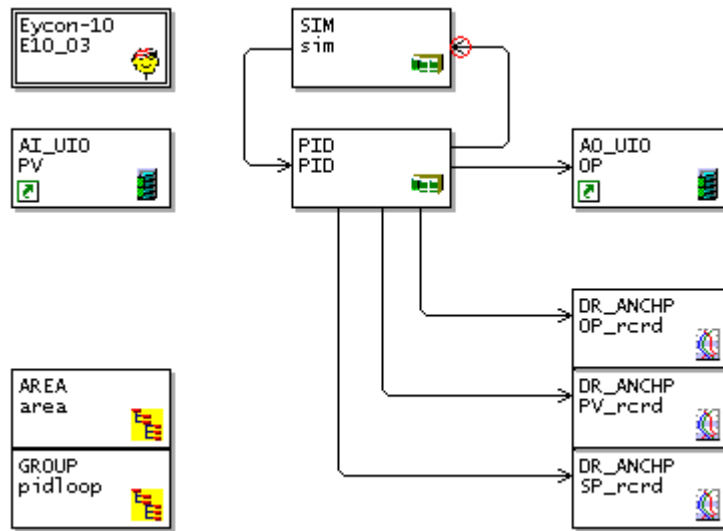 Eycon-10
E10_03
SIM
sim
AI_UIO
PV
PID
PID
AO_UIO
OP
DR_ANCHP
OP_rcrd
AREA
area
DR_ANCHP
PV_rcrd
GROUP
pidloop
DR_ANCHP
SP_rcrd